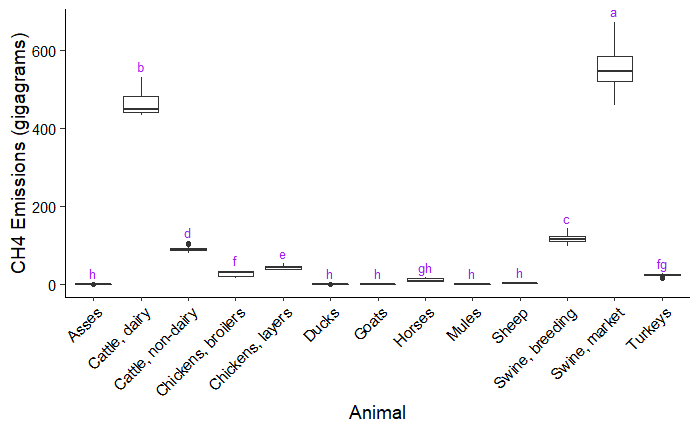 CH4 Emissions (gigagrams)
600
400
200
0
a
b
c
d
e
f
fg
gh
h
h
h
h
h
Asses
Cattle, dairy
Cattle, non-dairy
Chickens, broilers
Chickens, layers
Ducks
Goats
Horses
Mules
Sheep
Swine, breeding
Swine, market
Turkeys
Animal